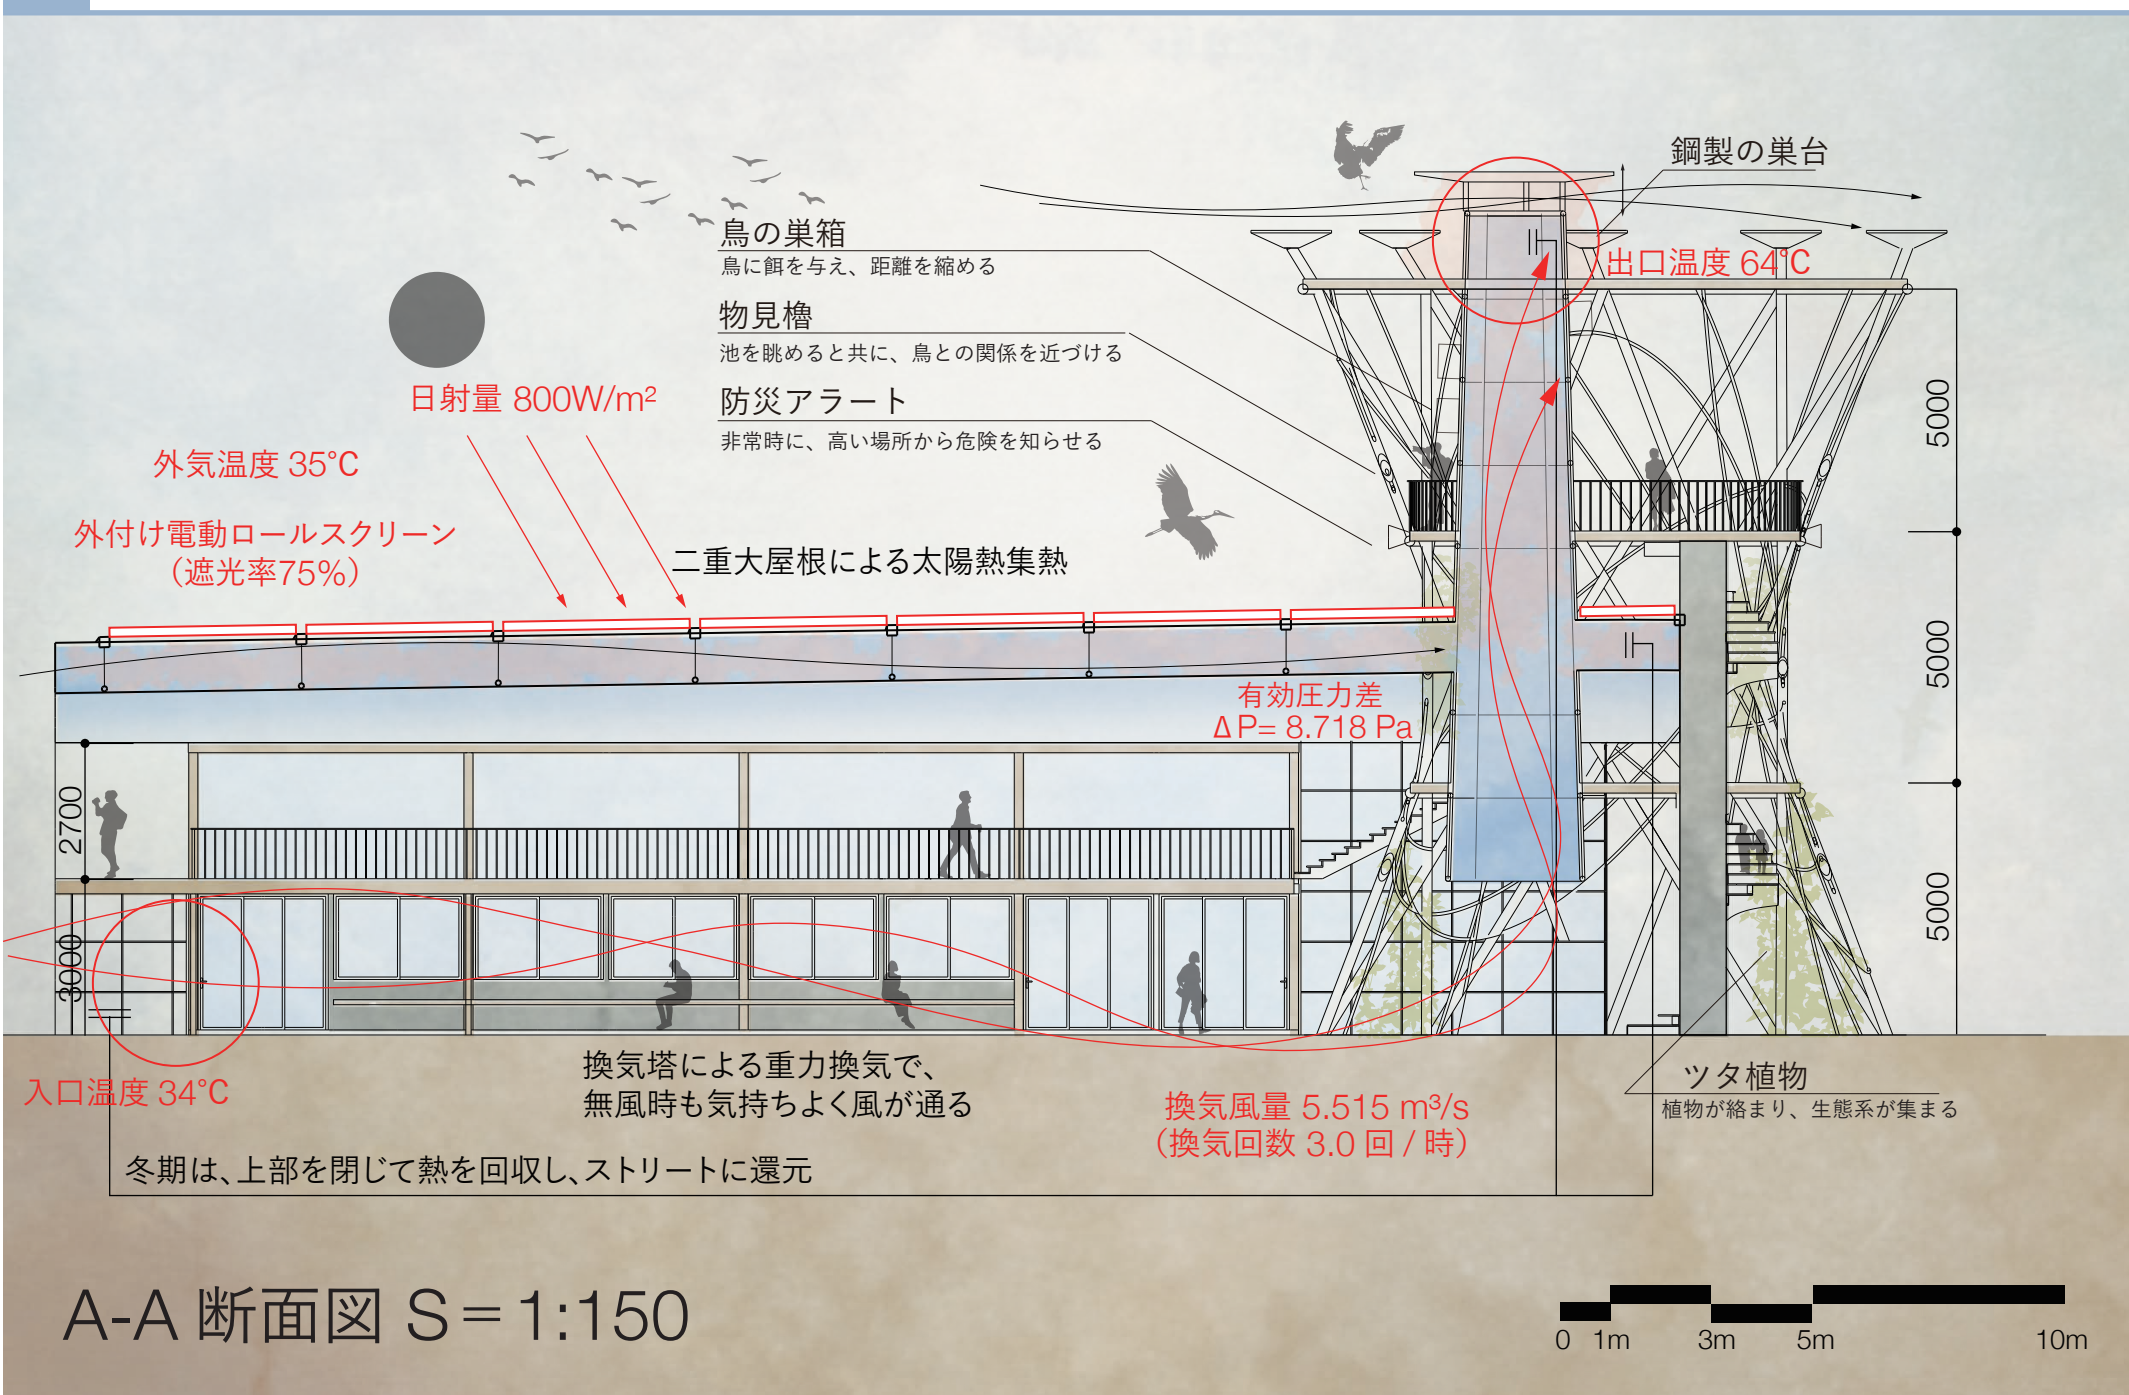 鋼製の巣台
鳥の巣箱
鳥に餌を与え、距離を縮める
出口温度 64℃
物見櫓
池を眺めると共に、鳥との関係を近づける
日射量 800W/m²
防災アラート
非常時に、高い場所から危険を知らせる
5000
外気温度 35℃
外付け電動ロールスクリーン
（遮光率75%）
二重大屋根による太陽熱集熱
5000
有効圧力差
ΔP= 8.718 Pa
2700
5000
3000
換気塔による重力換気で、
無風時も気持ちよく風が通る
入口温度 34℃
換気風量 5.515 m³/s
（換気回数 3.0 回 / 時）
ツタ植物
植物が絡まり、生態系が集まる
冬期は、上部を閉じて熱を回収し、ストリートに還元
A-A 断面図 S＝1:150
0 1m 3m 5m 10m